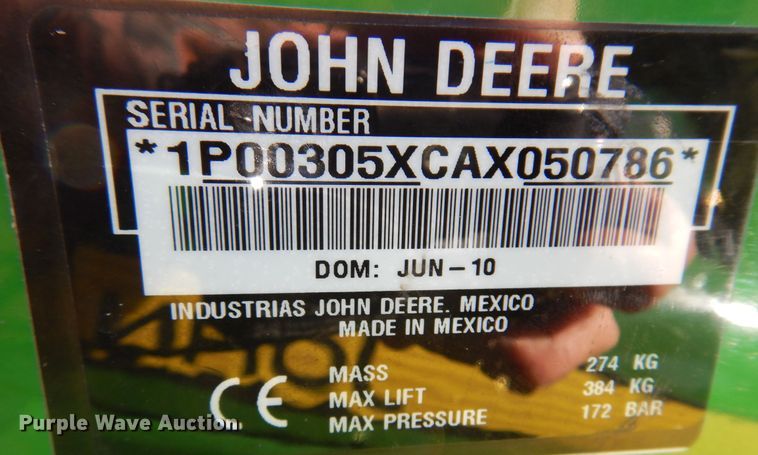 JOHN DEERE
SERIAL NUMBER
*1P00305XCAX050786*
DOM: JUN-10
INDUSTRIAS JOHN DEERE. MEXICO
MADE IN MEXICO
MASS 274 KG
MAX LIFT 384 KG
MAX PRESSURE 172 BAR
CE
Purple Wave Auction